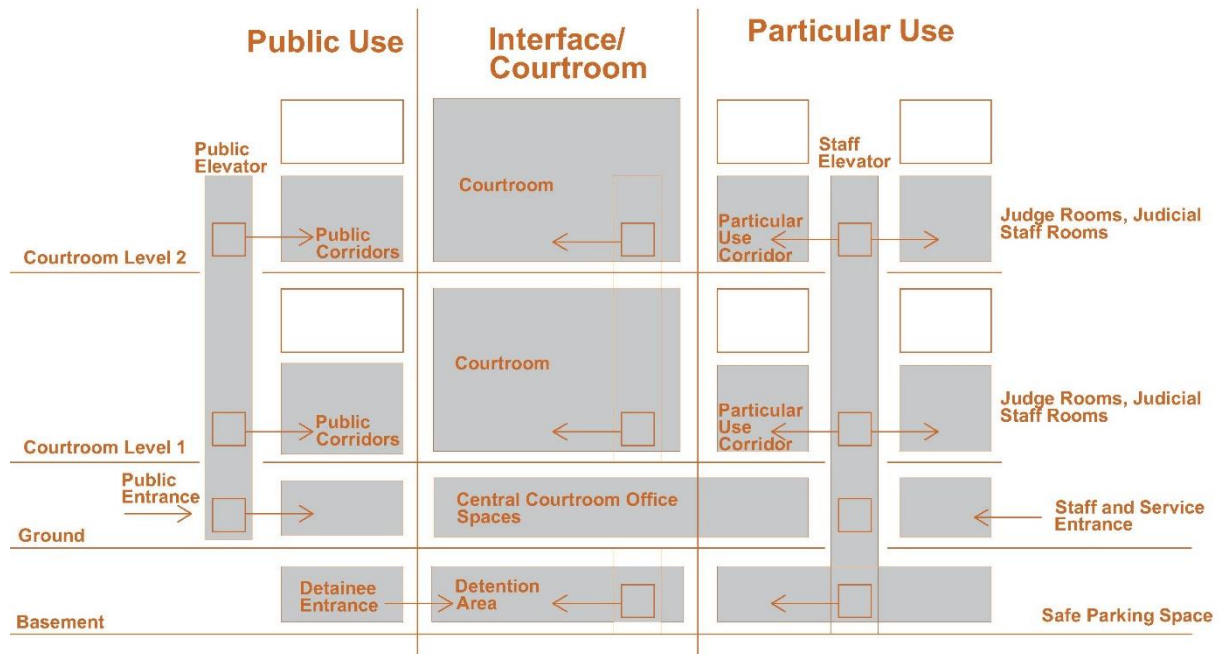 Public Use
Interface/
Courtroom
Particular Use
Public
Elevator
Staff
Elevator
Courtroom
Public
Corridors
Particular
Use
Corridor
Judge Rooms, Judicial
Staff Rooms
Courtroom Level 2
Courtroom
Public
Corridors
Particular
Use
Corridor
Judge Rooms, Judicial
Staff Rooms
Courtroom Level 1
Public
Entrance
Central Courtroom Office
Spaces
Staff and Service
Entrance
Ground
Detainee
Entrance
Detention
Area
Basement
Safe Parking Space